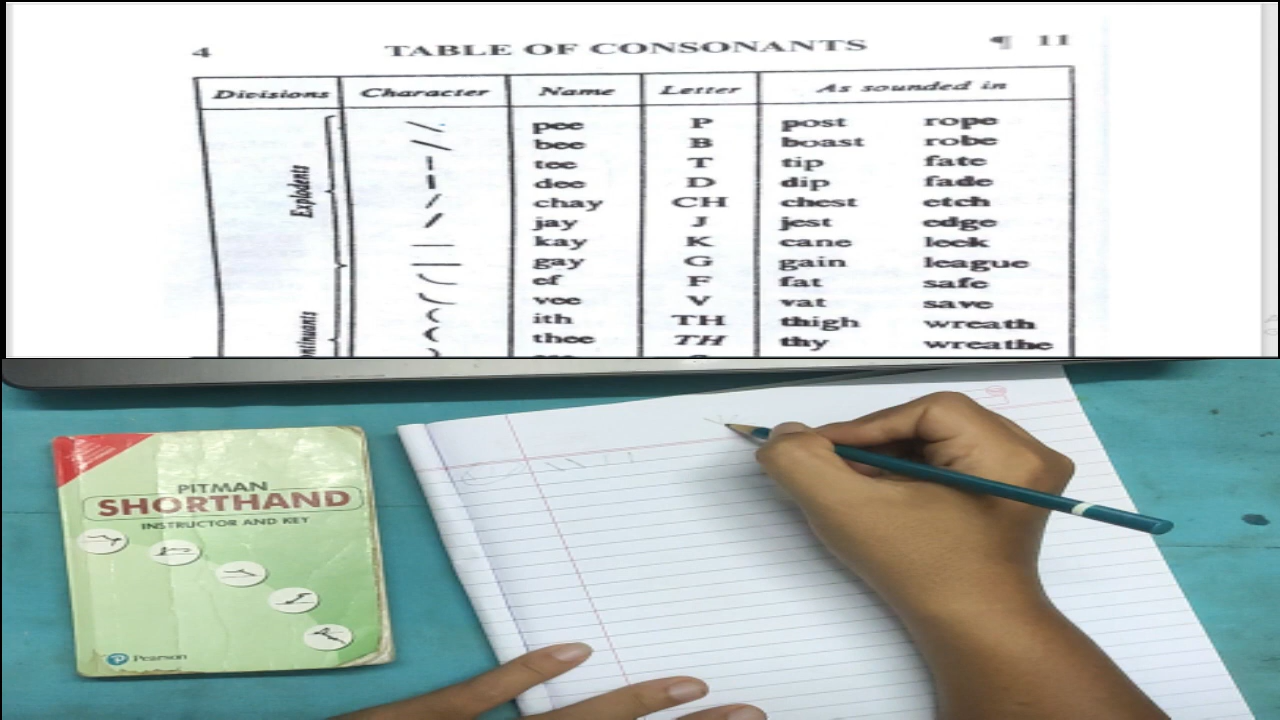 4 TABLE OF CONSONANTS ¶ 11
Divisions Character Name Letter As sounded in
Explodents
pee P post rope
bee B boast robe
tee T tip fate
dee D dip fade
chay CH chest etch
jay J jest edge
kay K cane leek
gay G gain league
ef F fat safe
vee V vat save
ith TH thigh wreath
thee TH thy wreathe
PITMAN
SHORTHAND
INSTRUCTOR AND KEY
P Pearson